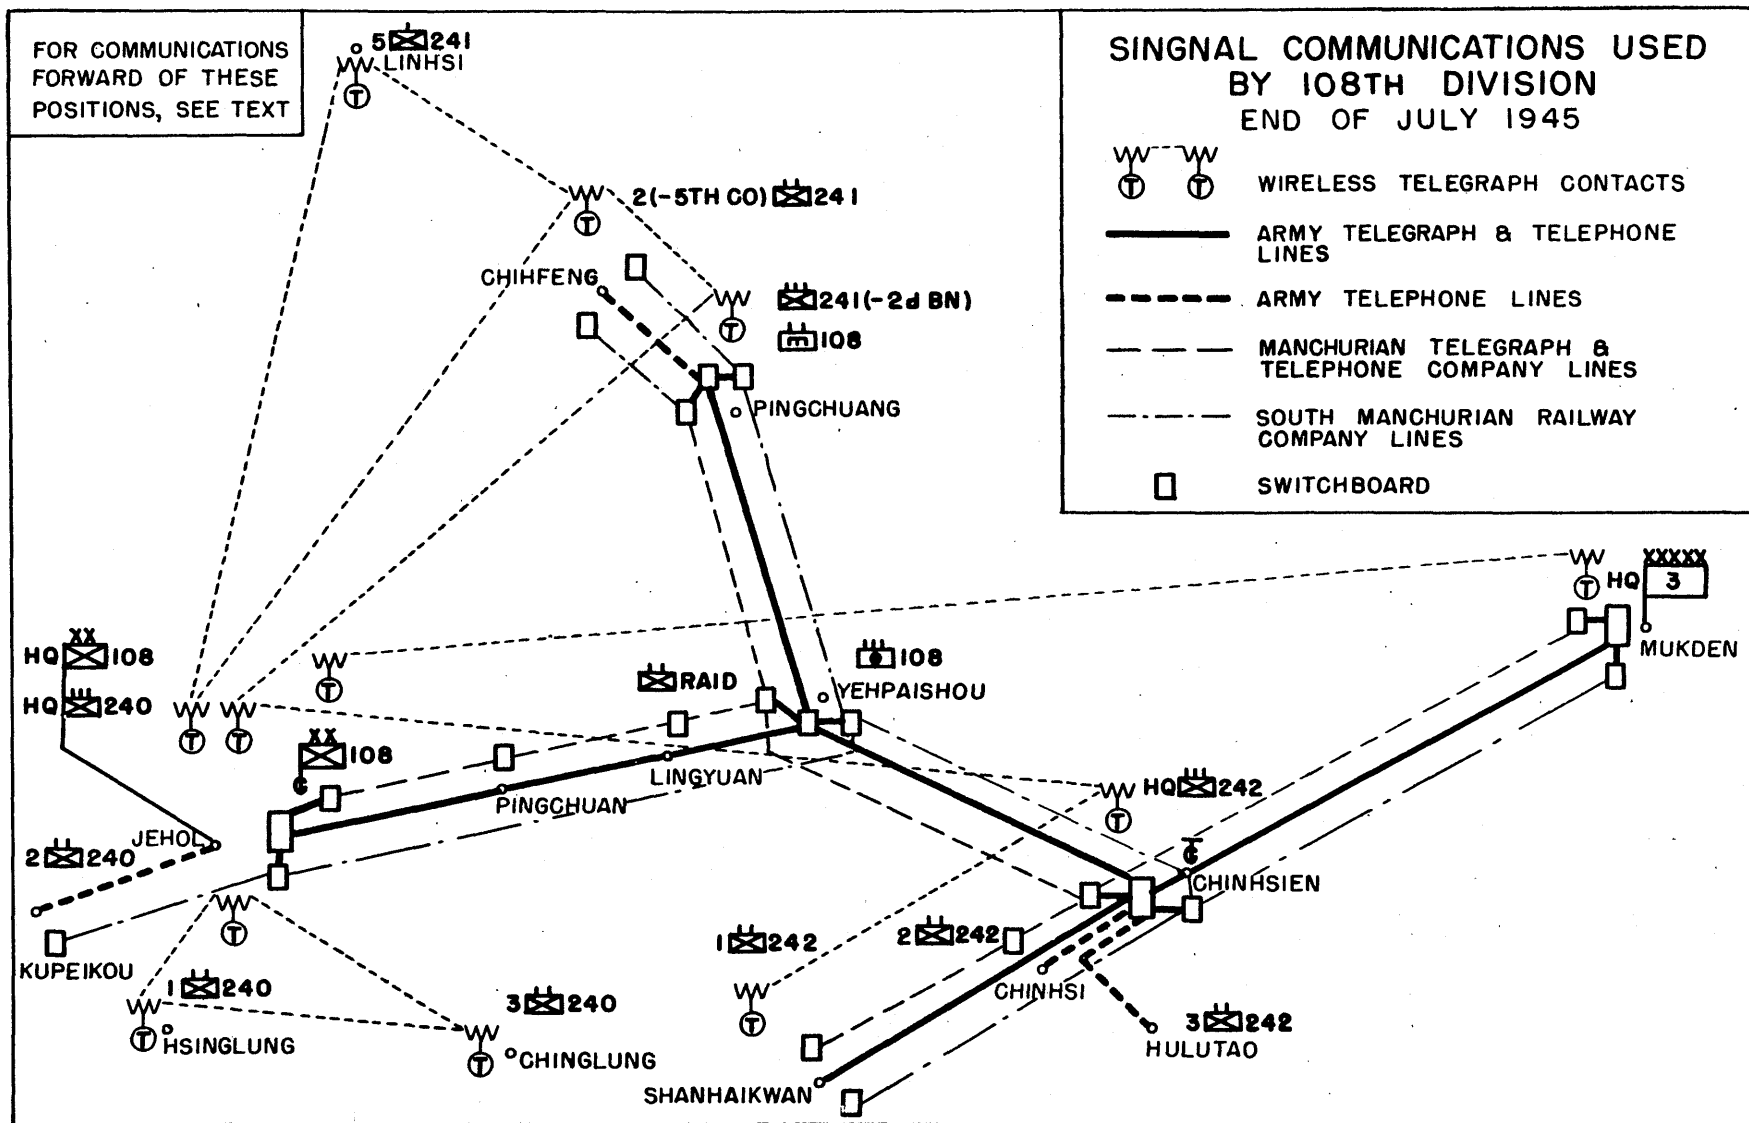 FOR COMMUNICATIONS
FORWARD OF THESE
POSITIONS, SEE TEXT
5 241
LINHSI
T
2(-5TH CO) 241
T
CHIHFENG
241(-2d BN)
T
108
PINGCHUANG
SINGNAL COMMUNICATIONS USED
BY 108TH DIVISION
END OF JULY 1945
T T WIRELESS TELEGRAPH CONTACTS
ARMY TELEGRAPH & TELEPHONE
LINES
ARMY TELEPHONE LINES
MANCHURIAN TELEGRAPH &
TELEPHONE COMPANY LINES
SOUTH MANCHURIAN RAILWAY
COMPANY LINES
SWITCHBOARD
XXXXX
HQ 3
T
MUKDEN
XX
HQ 108
HQ 240
T T
T
RAID
108
YEHPAISHOU
XX
108
LINGYUAN
PINGCHUAN
HQ 242
T
JEHOL
2 240
KUPEIKOU
T
CHINHSIEN
1 242
2 242
T
CHINHSI
3 242
HULUTAO
1 240
T
HSINGLUNG
3 240
T
CHINGLUNG
SHANHAIKWAN